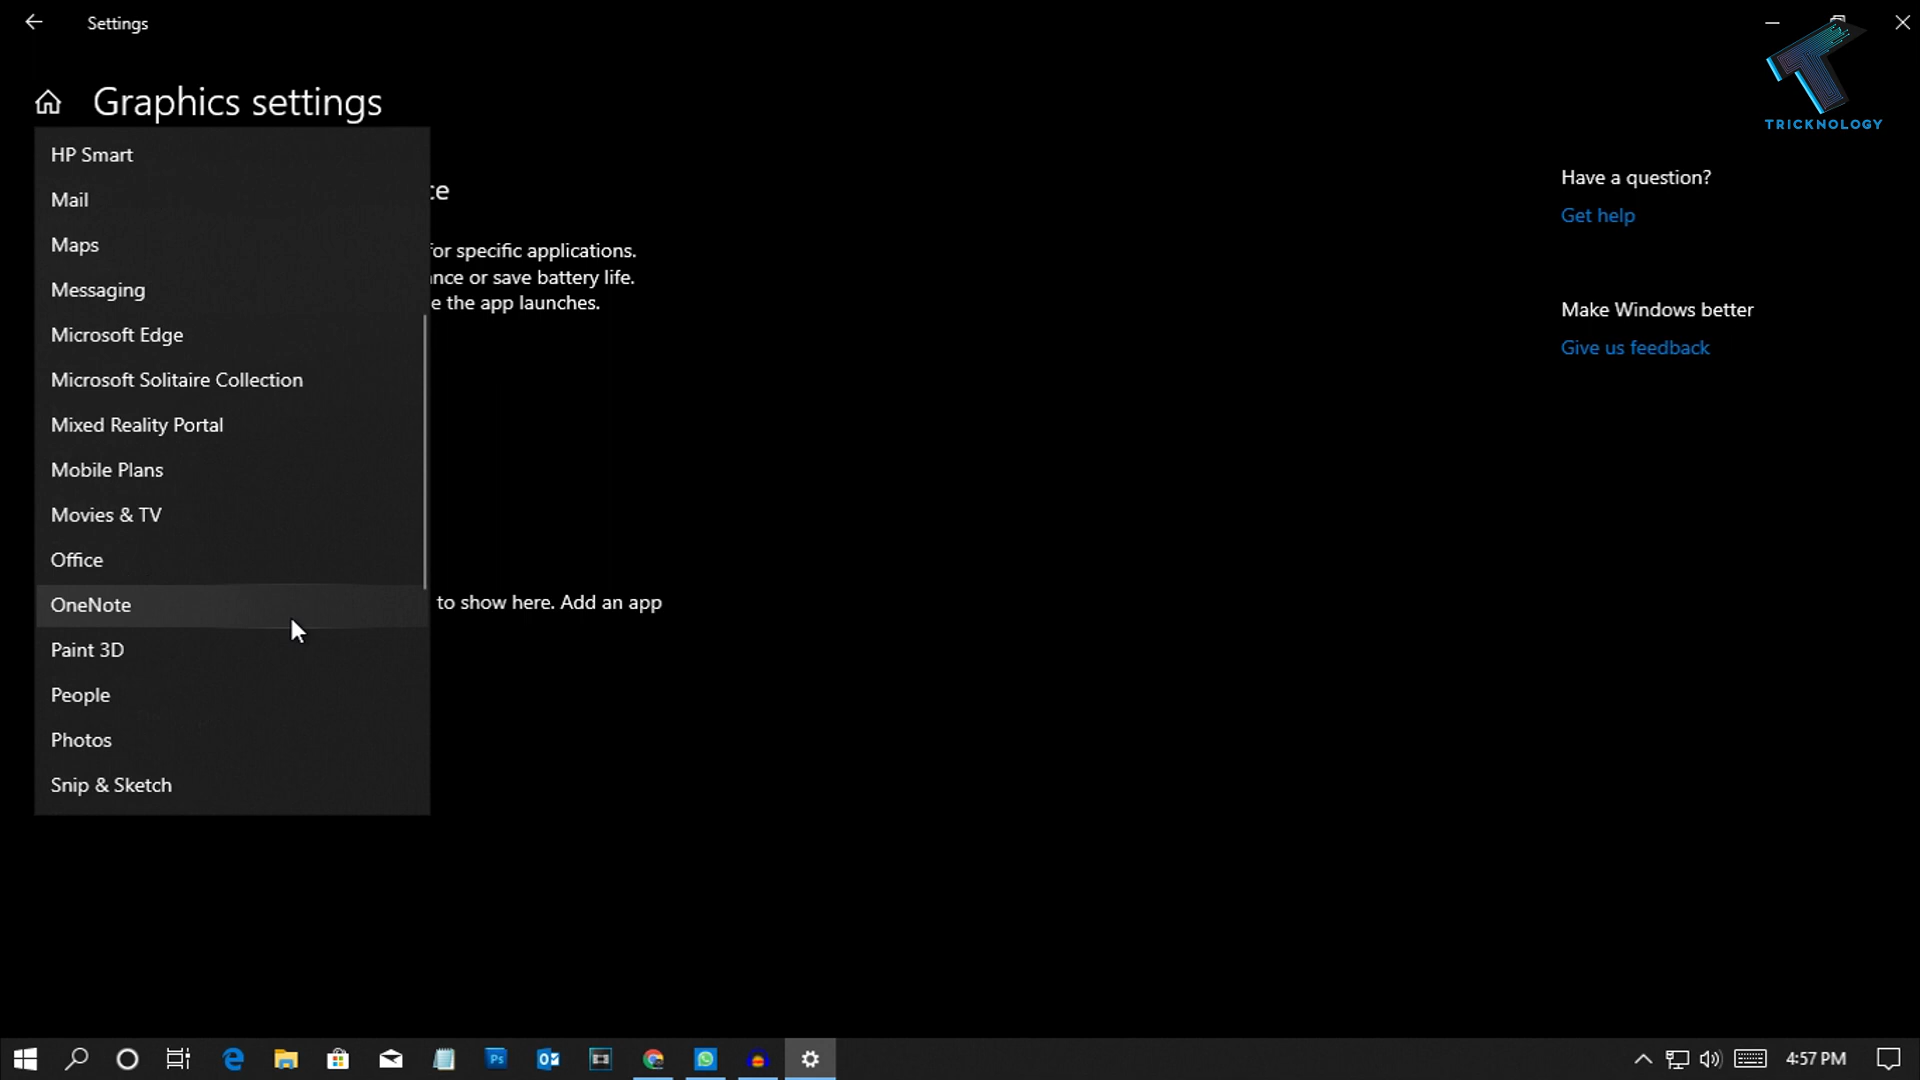 Settings
Graphics settings
TRICKNOLOGY
HP Smart
Mail
Maps
Messaging
Microsoft Edge
Microsoft Solitaire Collection
Mixed Reality Portal
Mobile Plans
Movies & TV
Office
OneNote
Paint 3D
People
Photos
Snip & Sketch
ce
for specific applications.
ance or save battery life.
e the app launches.
to show here. Add an app
Have a question?
Get help
Make Windows better
Give us feedback
Ps
4:57 PM